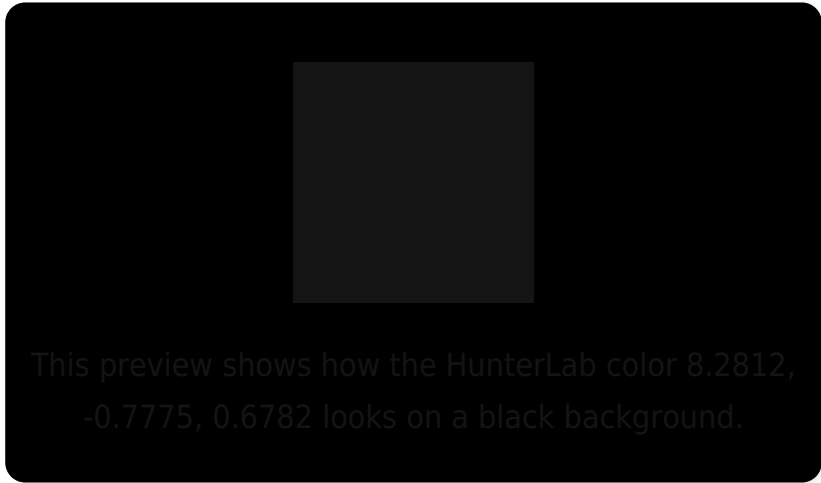 This preview shows how the HunterLab color 8.2812,
-0.7775, 0.6782 looks on a black background.